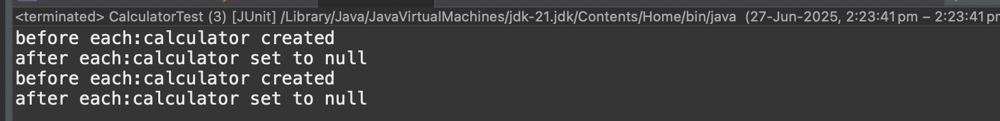 <terminated> CalculatorTest (3) [JUnit] /Library/Java/JavaVirtualMachines/jdk-21.jdk/Contents/Home/bin/java (27-Jun-2025, 2:23:41 pm – 2:23:41 pm
before each:calculator created
after each:calculator set to null
before each:calculator created
after each:calculator set to null